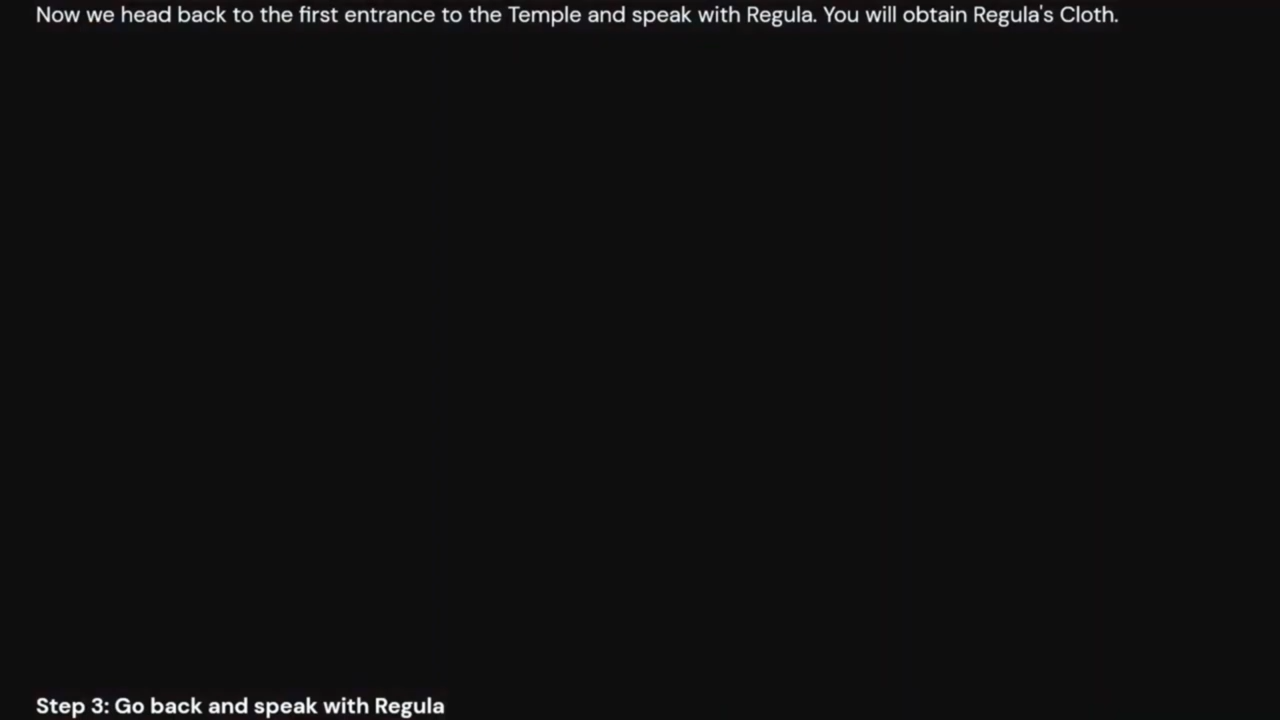 Now we head back to the first entrance to the Temple and speak with Regula. You will obtain Regula's Cloth.
Step 3: Go back and speak with Regula